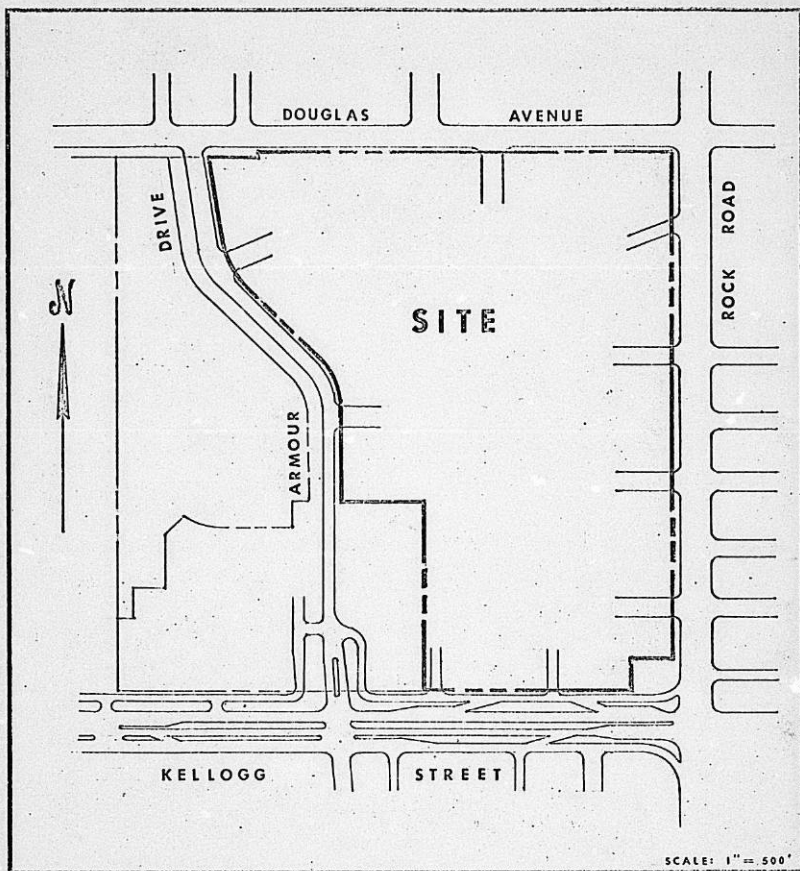 DOUGLAS AVENUE
DRIVE
ROCK ROAD
N
SITE
ARMOUR
KELLOGG STREET
SCALE: 1" = 500'